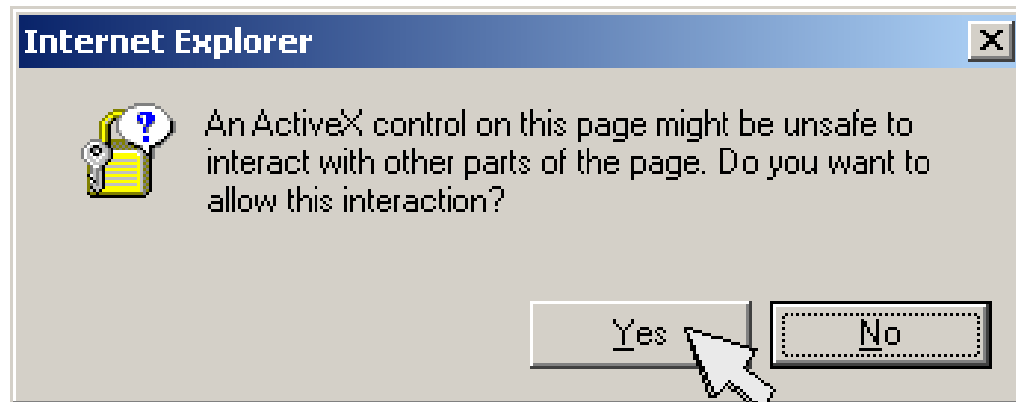 Internet Explorer
An ActiveX control on this page might be unsafe to
interact with other parts of the page. Do you want to
allow this interaction?
Yes No